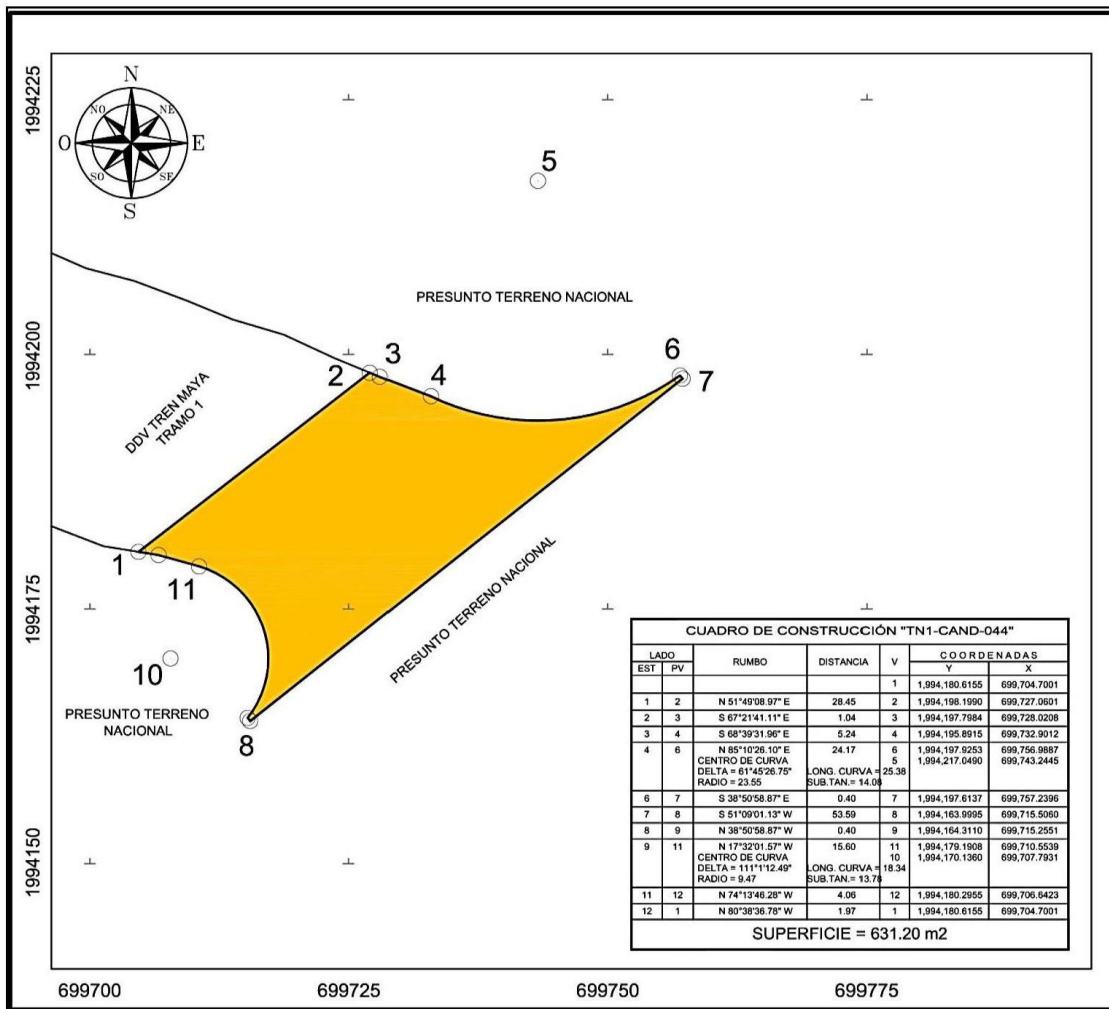 1994225
N
NO NE
O E
SO SE
S
5
PRESUNTO TERRENO NACIONAL
1994200
3
2
4
6
7
DDV TREN MAYA
TRAMO 1
1
11
1994175
PRESUNTO TERRENO NACIONAL
10
PRESUNTO TERRENO
NACIONAL
8
1994150
CUADRO DE CONSTRUCCIÓN "TN1-CAND-044"
LADO RUMBO DISTANCIA V COORDENADAS
EST PV Y X
1 1,994,180.6155 699,704.7001
1 2 N 51°49'08.97" E 28.45 2 1,994,198.1990 699,727.0601
2 3 S 67°21'41.11" E 1.04 3 1,994,197.7984 699,728.0208
3 4 S 68°39'31.96" E 5.24 4 1,994,195.8915 699,732.9012
4 6 N 85°10'26.10" E 24.17 6 1,994,197.9253 699,756.9887
CENTRO DE CURVA 5 1,994,217.0490 699,743.2445
DELTA = 61°45'26.75" LONG. CURVA = 25.38
RADIO = 23.55 SUB.TAN.= 14.08
6 7 S 38°50'58.87" E 0.40 7 1,994,197.6137 699,757.2396
7 8 S 51°09'01.13" W 53.59 8 1,994,163.9995 699,715.5060
8 9 N 38°50'58.87" W 0.40 9 1,994,164.3110 699,715.2551
9 11 N 17°32'01.57" W 15.60 11 1,994,179.1908 699,710.5539
CENTRO DE CURVA 10 1,994,170.1360 699,707.7931
DELTA = 111°1'12.49" LONG. CURVA = 18.34
RADIO = 9.47 SUB.TAN.= 13.78
11 12 N 74°13'46.28" W 4.06 12 1,994,180.2955 699,706.6423
12 1 N 80°38'36.78" W 1.97 1 1,994,180.6155 699,704.7001
SUPERFICIE = 631.20 m2
699700 699725 699750 699775